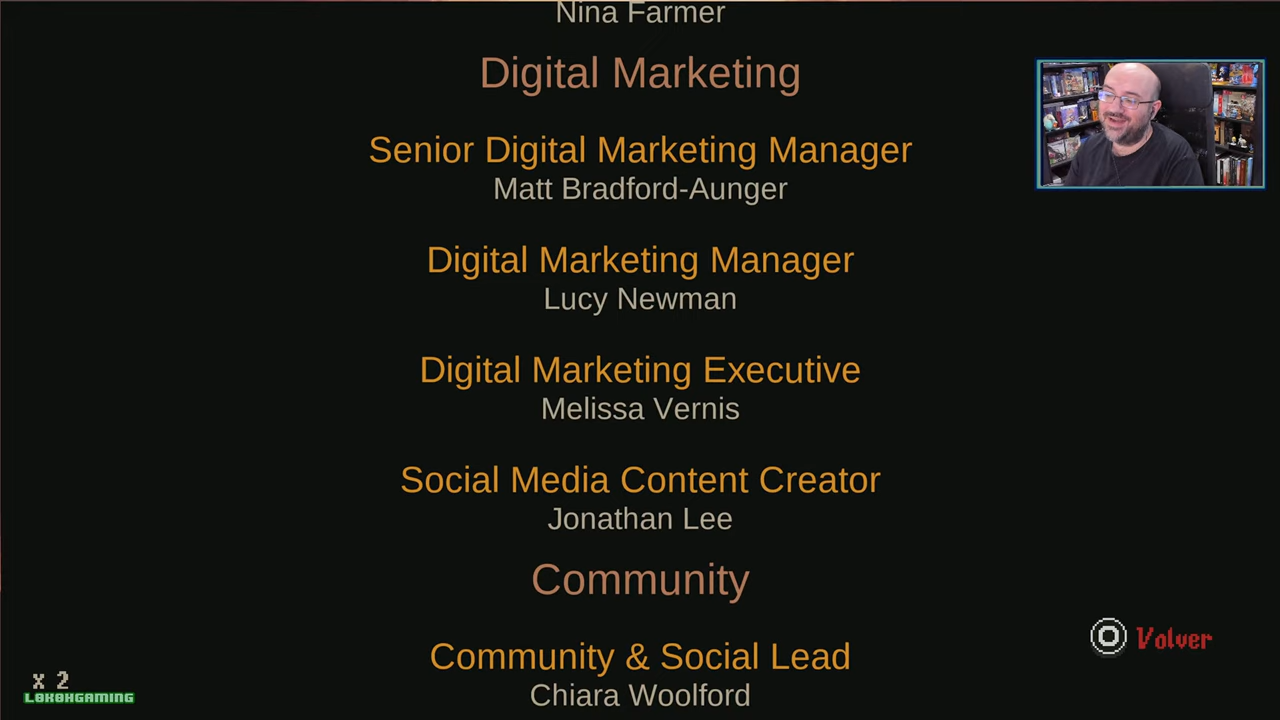 Nina Farmer
Digital Marketing
Senior Digital Marketing Manager
Matt Bradford-Aunger
Digital Marketing Manager
Lucy Newman
Digital Marketing Executive
Melissa Vernis
Social Media Content Creator
Jonathan Lee
Community
Volver
Community & Social Lead
x 2
L0K0XGAMING
Chiara Woolford